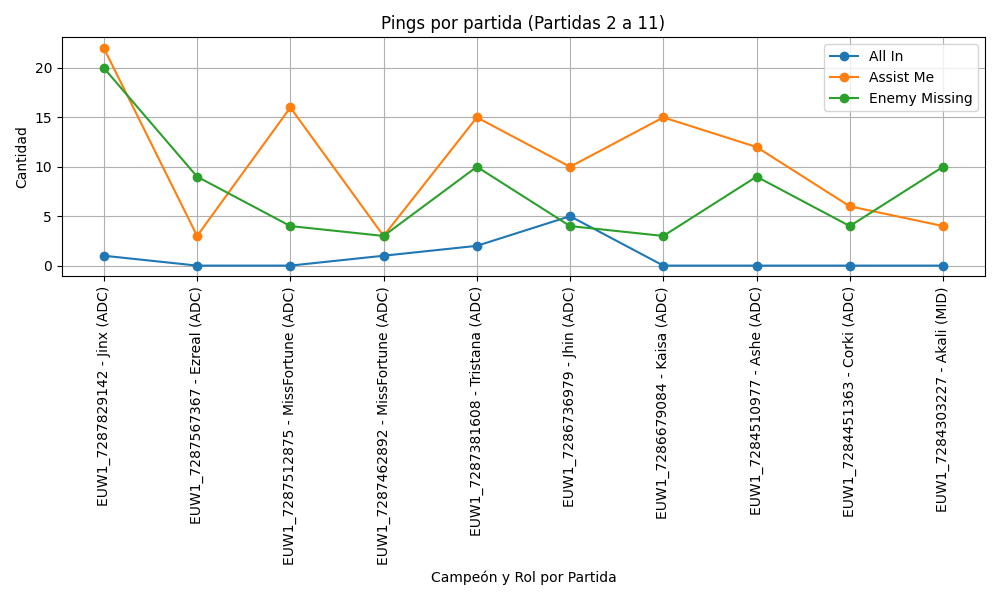 Pings por partida (Partidas 2 a 11)
All In
Assist Me
Enemy Missing
Cantidad
20
15
10
5
0
EUW1_7287829142 - Jinx (ADC)
EUW1_7287567367 - Ezreal (ADC)
EUW1_7287512875 - MissFortune (ADC)
EUW1_7287462892 - MissFortune (ADC)
EUW1_7287381608 - Tristana (ADC)
EUW1_7286736979 - Jhin (ADC)
EUW1_7286679084 - Kaisa (ADC)
EUW1_7284510977 - Ashe (ADC)
EUW1_7284451363 - Corki (ADC)
EUW1_7284303227 - Akali (MID)
Campeón y Rol por Partida